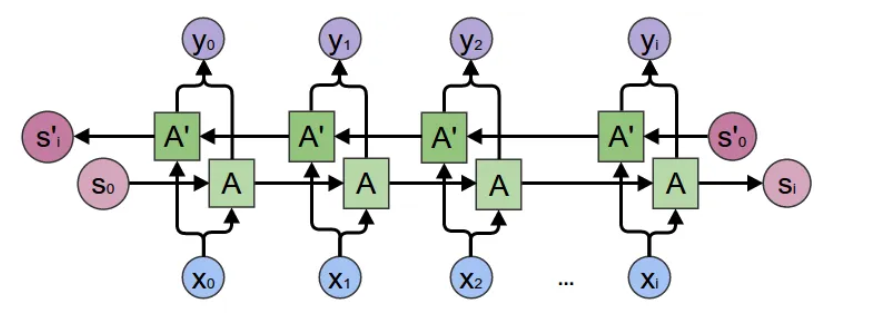 y0 y1 y2 yi
s'i A' A' A' A' s'0
s0 A A A A si
x0 x1 x2 ... xi